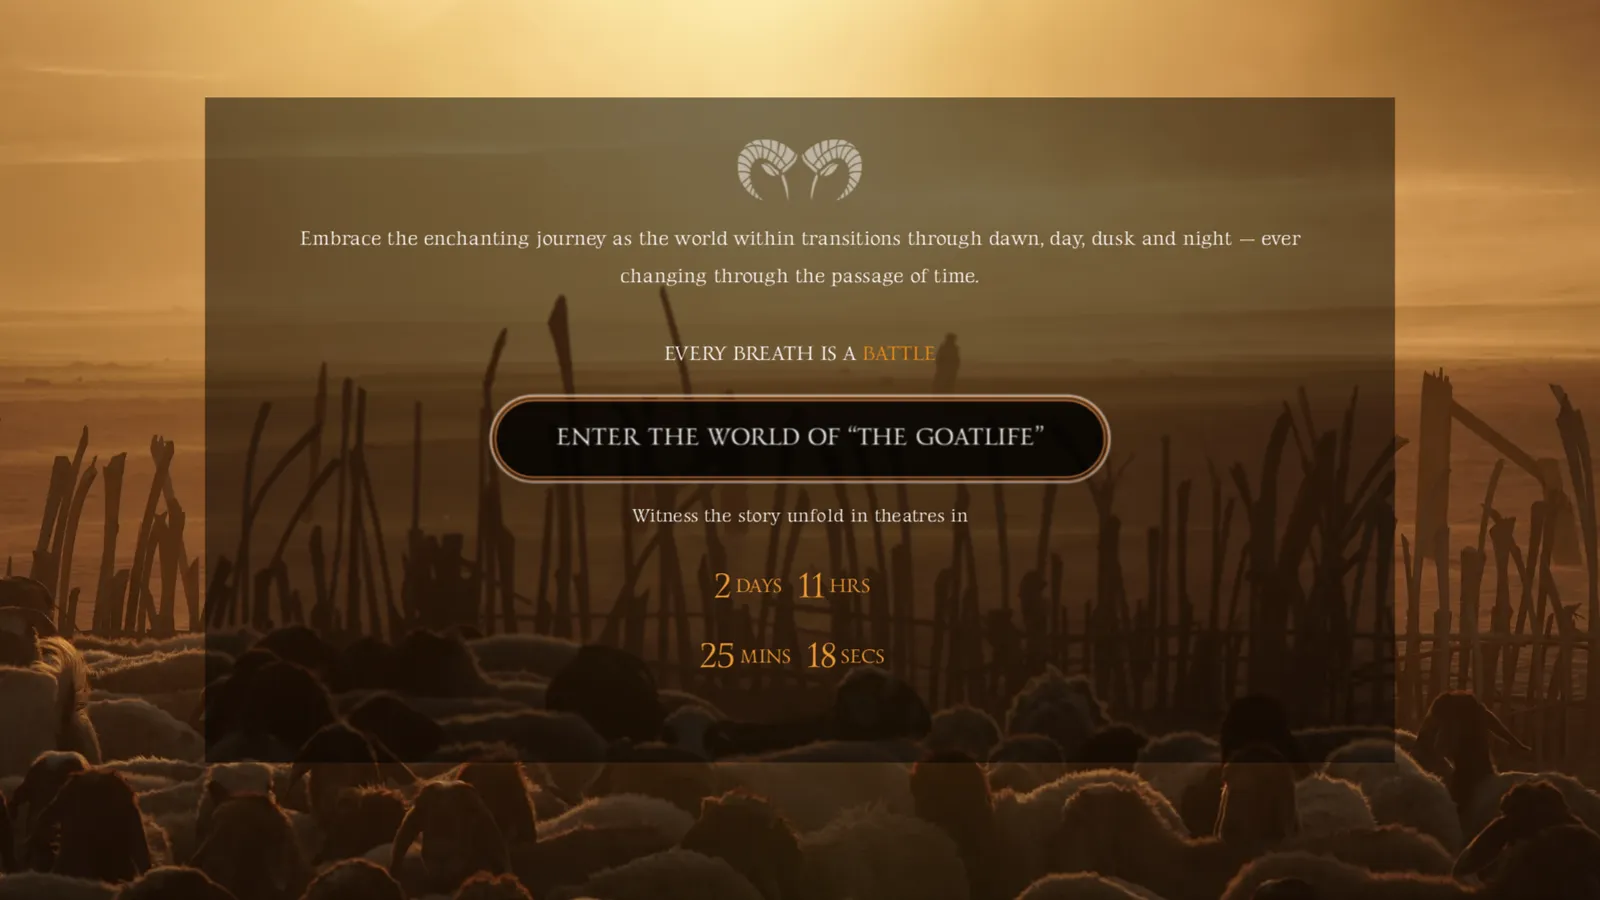 Embrace the enchanting journey as the world within transitions through dawn, day, dusk and night — ever
changing through the passage of time.
EVERY BREATH IS A BATTLE
ENTER THE WORLD OF “THE GOATLIFE”
Witness the story unfold in theatres in
2 DAYS 11 HRS
25 MINS 18 SECS